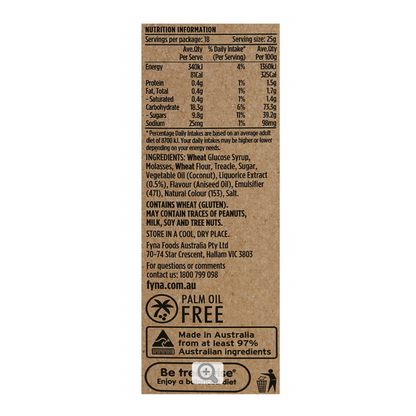 NUTRITION INFORMATION
Servings per package: 18 Serving size: 25g
Ave.Qty % Daily Intake* Ave.Qty
Per Serve (Per Serving) Per 100g
Energy 340kJ 4% 1360kJ
81Cal 325Cal
Protein 0.4g 1% 1.5g
Fat, Total 0.4g 1% 1.7g
- Saturated 0.4g 1% 1.4g
Carbohydrate 18.3g 6% 73.3g
- Sugars 9.8g 11% 39.2g
Sodium 25mg 1% 98mg
* Percentage Daily Intakes are based on an average adult
diet of 8700 kJ. Your daily intakes may be higher or lower
depending on your energy needs.
INGREDIENTS: Wheat Glucose Syrup,
Molasses, Wheat Flour, Treacle, Sugar,
Vegetable Oil (Coconut), Liquorice Extract
(0.5%), Flavour (Aniseed Oil), Emulsifier
(471), Natural Colour (153), Salt.
CONTAINS WHEAT (GLUTEN).
MAY CONTAIN TRACES OF PEANUTS,
MILK, SOY AND TREE NUTS.
STORE IN A COOL, DRY PLACE.
Fyna Foods Australia Pty Ltd
70-74 Star Crescent, Hallam VIC 3803
For questions or comments
contact us: 1800 799 098
fyna.com.au
PALM OIL
FREE
Made in Australia
from at least 97%
Australian ingredients
Be
Enjoy a diet